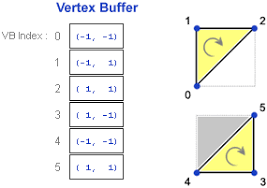 Vertex Buffer
VB Index : 0 (-1, -1)
1 (-1, 1)
2 ( 1, 1)
3 ( 1, -1)
4 (-1, -1)
5 ( 1, 1)
1 2
0
5
4 3